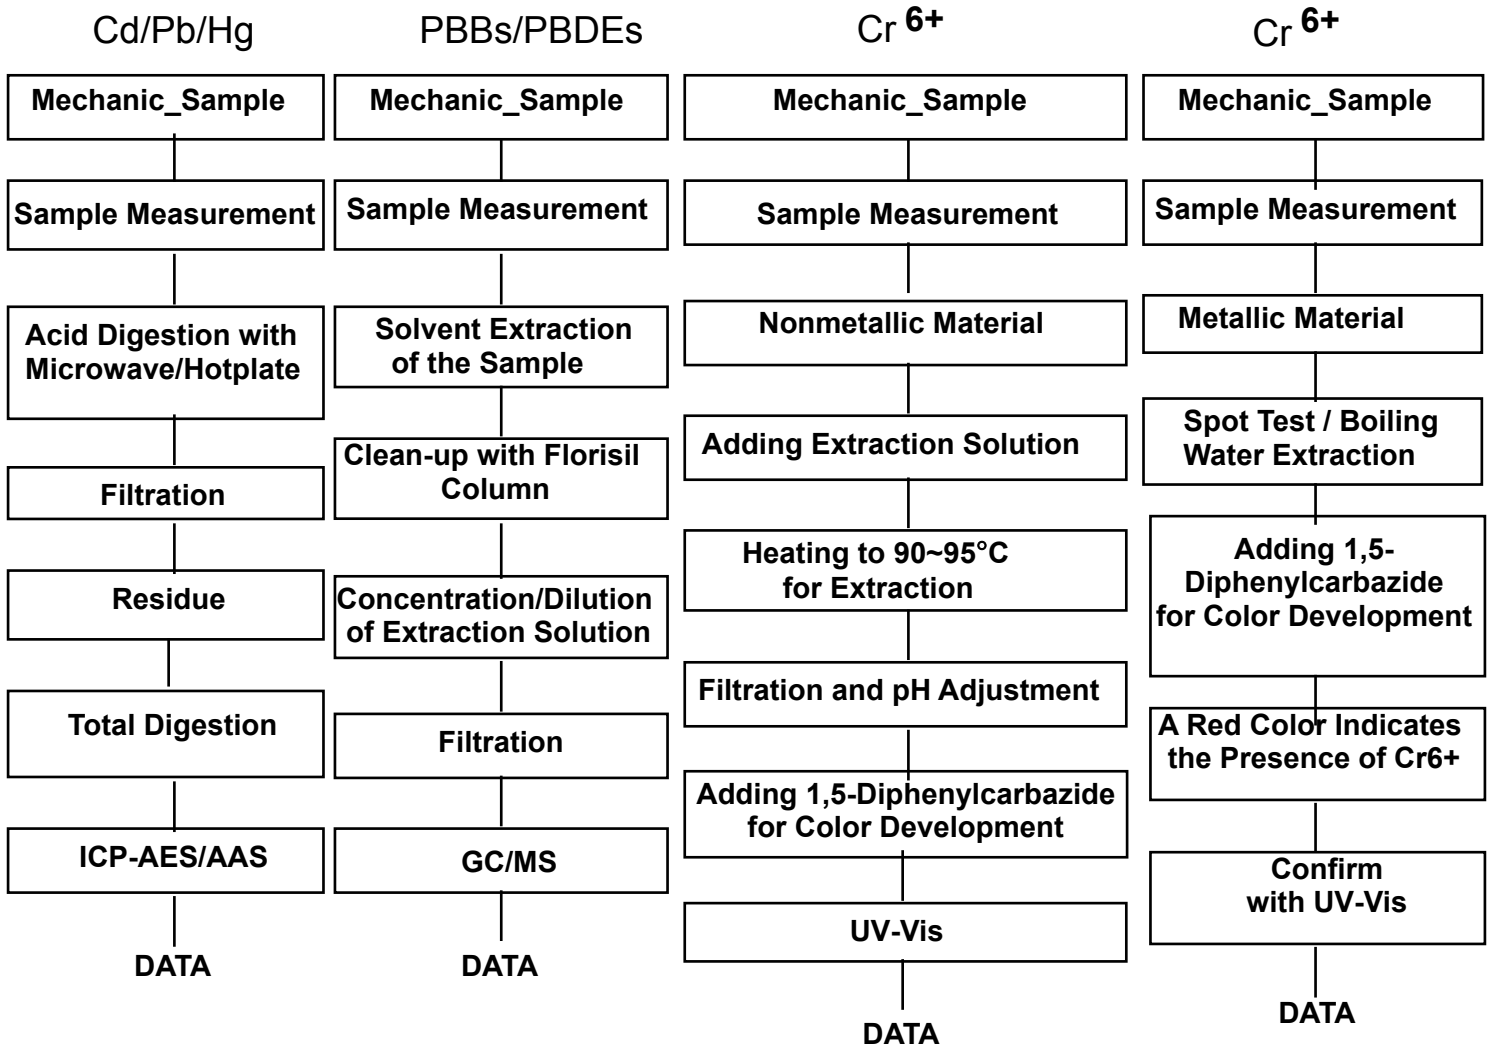 Cd/Pb/Hg
Mechanic_Sample
Sample Measurement
Acid Digestion with
Microwave/Hotplate
Filtration
Residue
Total Digestion
ICP-AES/AAS
DATA
PBBs/PBDEs
Mechanic_Sample
Sample Measurement
Solvent Extraction
of the Sample
Clean-up with Florisil
Column
Concentration/Dilution
of Extraction Solution
Filtration
GC/MS
DATA
Cr 6+
Mechanic_Sample
Sample Measurement
Nonmetallic Material
Adding Extraction Solution
Heating to 90~95°C
for Extraction
Filtration and pH Adjustment
Adding 1,5-Diphenylcarbazide
for Color Development
UV-Vis
DATA
Cr 6+
Mechanic_Sample
Sample Measurement
Metallic Material
Spot Test / Boiling
Water Extraction
Adding 1,5-
Diphenylcarbazide
for Color Development
A Red Color Indicates
the Presence of Cr6+
Confirm
with UV-Vis
DATA